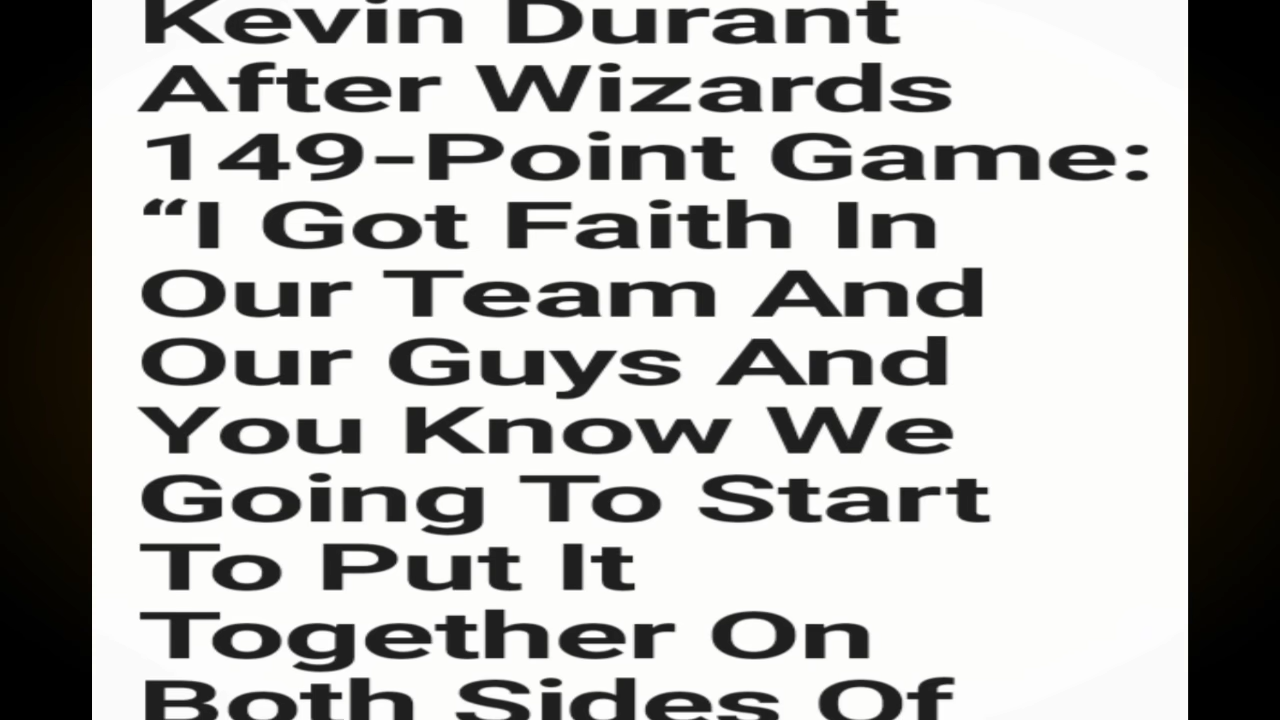 Kevin Durant
After Wizards
149-Point Game:
“I Got Faith In
Our Team And
Our Guys And
You Know We
Going To Start
To Put It
Together On
Both Sides Of